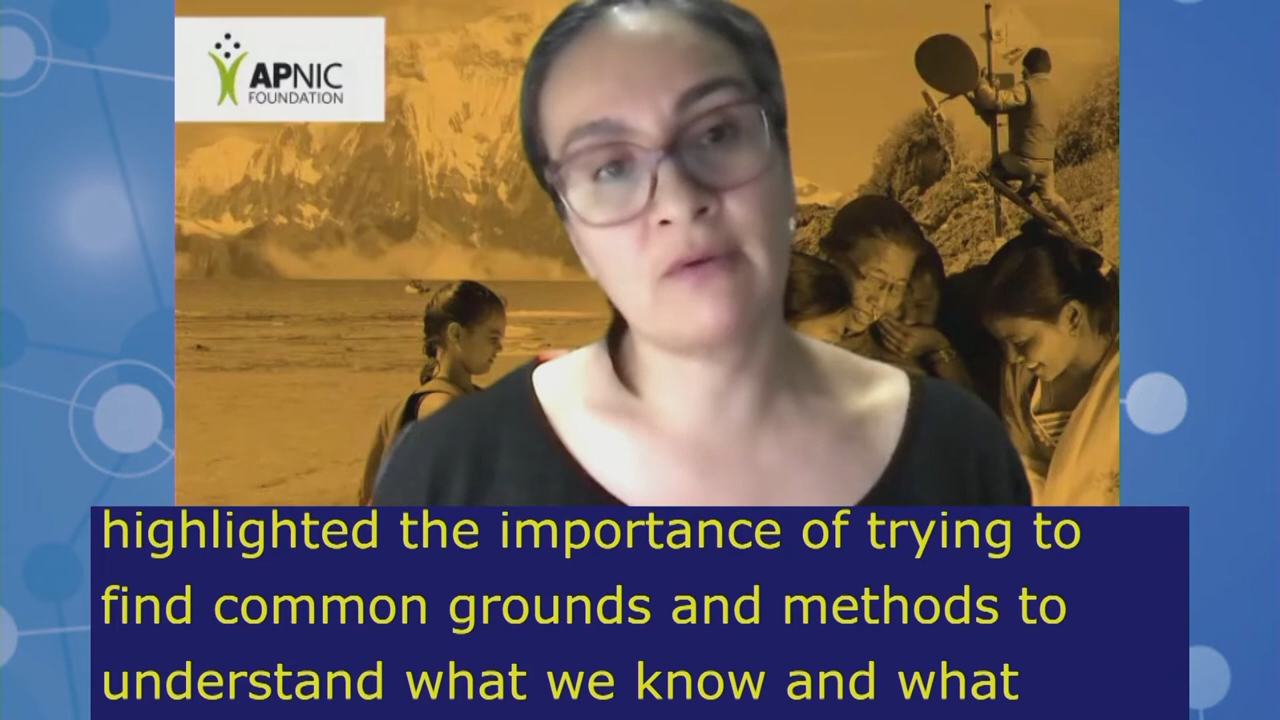 APNIC
FOUNDATION
highlighted the importance of trying to
find common grounds and methods to
understand what we know and what